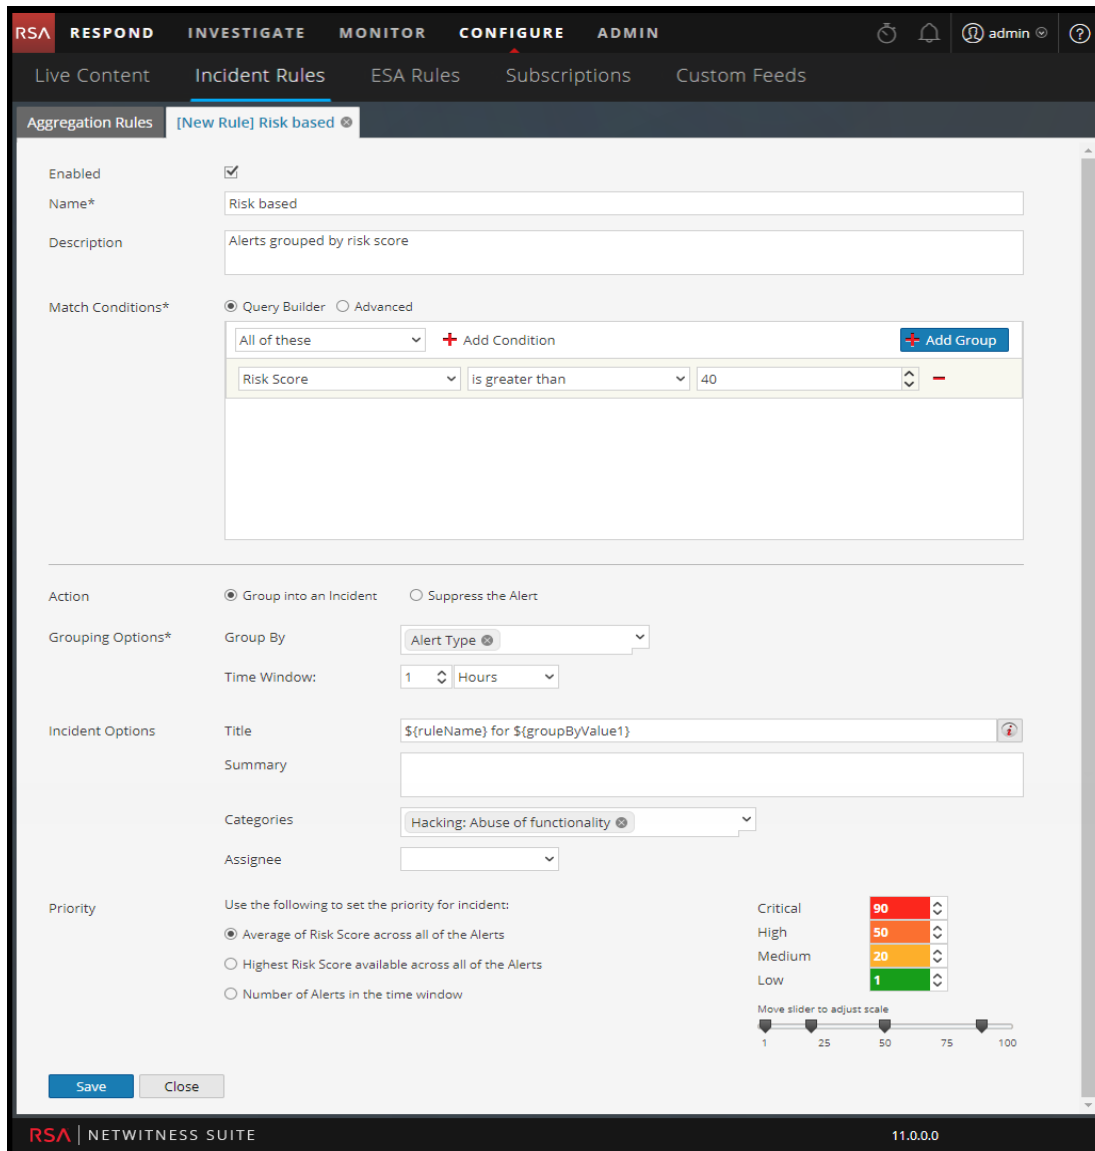 RSA RESPOND INVESTIGATE MONITOR CONFIGURE ADMIN admin ?
Live Content Incident Rules ESA Rules Subscriptions Custom Feeds
Aggregation Rules [New Rule] Risk based
Enabled
Name* Risk based
Description Alerts grouped by risk score
Match Conditions* Query Builder Advanced
All of these Add Condition Add Group
Risk Score is greater than 40
Action Group into an Incident Suppress the Alert
Grouping Options* Group By Alert Type
Time Window: 1 Hours
Incident Options Title ${ruleName} for ${groupByValue1}
Summary
Categories Hacking: Abuse of functionality
Assignee
Priority Use the following to set the priority for incident: Critical 90
Average of Risk Score across all of the Alerts High 50
Medium 20
Highest Risk Score available across all of the Alerts Low 1
Number of Alerts in the time window
Move slider to adjust scale
1 25 50 75 100
Save Close
RSA NETWITNESS SUITE 11.0.0.0